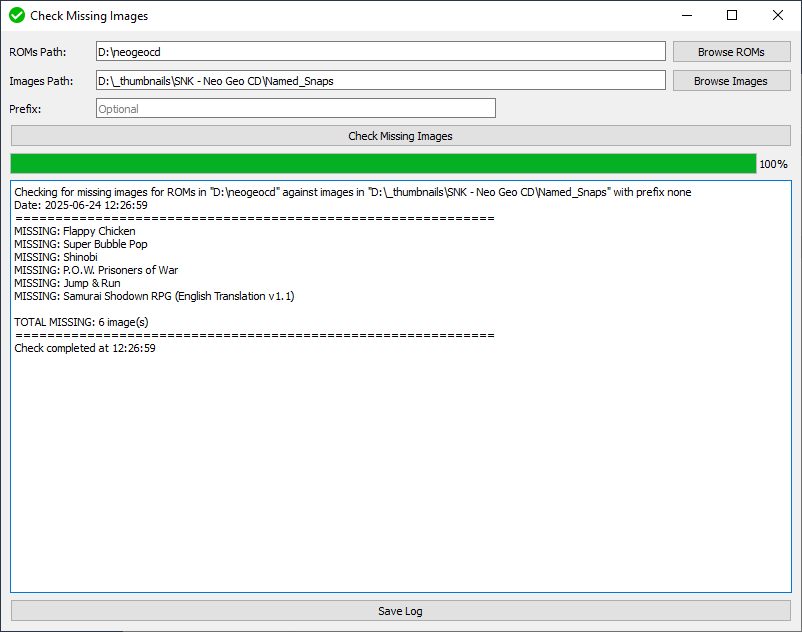 Check Missing Images
ROMs Path: D:\neogeocd Browse ROMs
Images Path: D:\_thumbnails\SNK - Neo Geo CD\Named_Snaps Browse Images
Prefix: Optional
Check Missing Images
100%
Checking for missing images for ROMs in "D:\neogeocd" against images in "D:\_thumbnails\SNK - Neo Geo CD\Named_Snaps" with prefix none
Date: 2025-06-24 12:26:59
============================================================
MISSING: Flappy Chicken
MISSING: Super Bubble Pop
MISSING: Shinobi
MISSING: P.O.W. Prisoners of War
MISSING: Jump & Run
MISSING: Samurai Shodown RPG (English Translation v1.1)
TOTAL MISSING: 6 image(s)
============================================================
Check completed at 12:26:59
Save Log